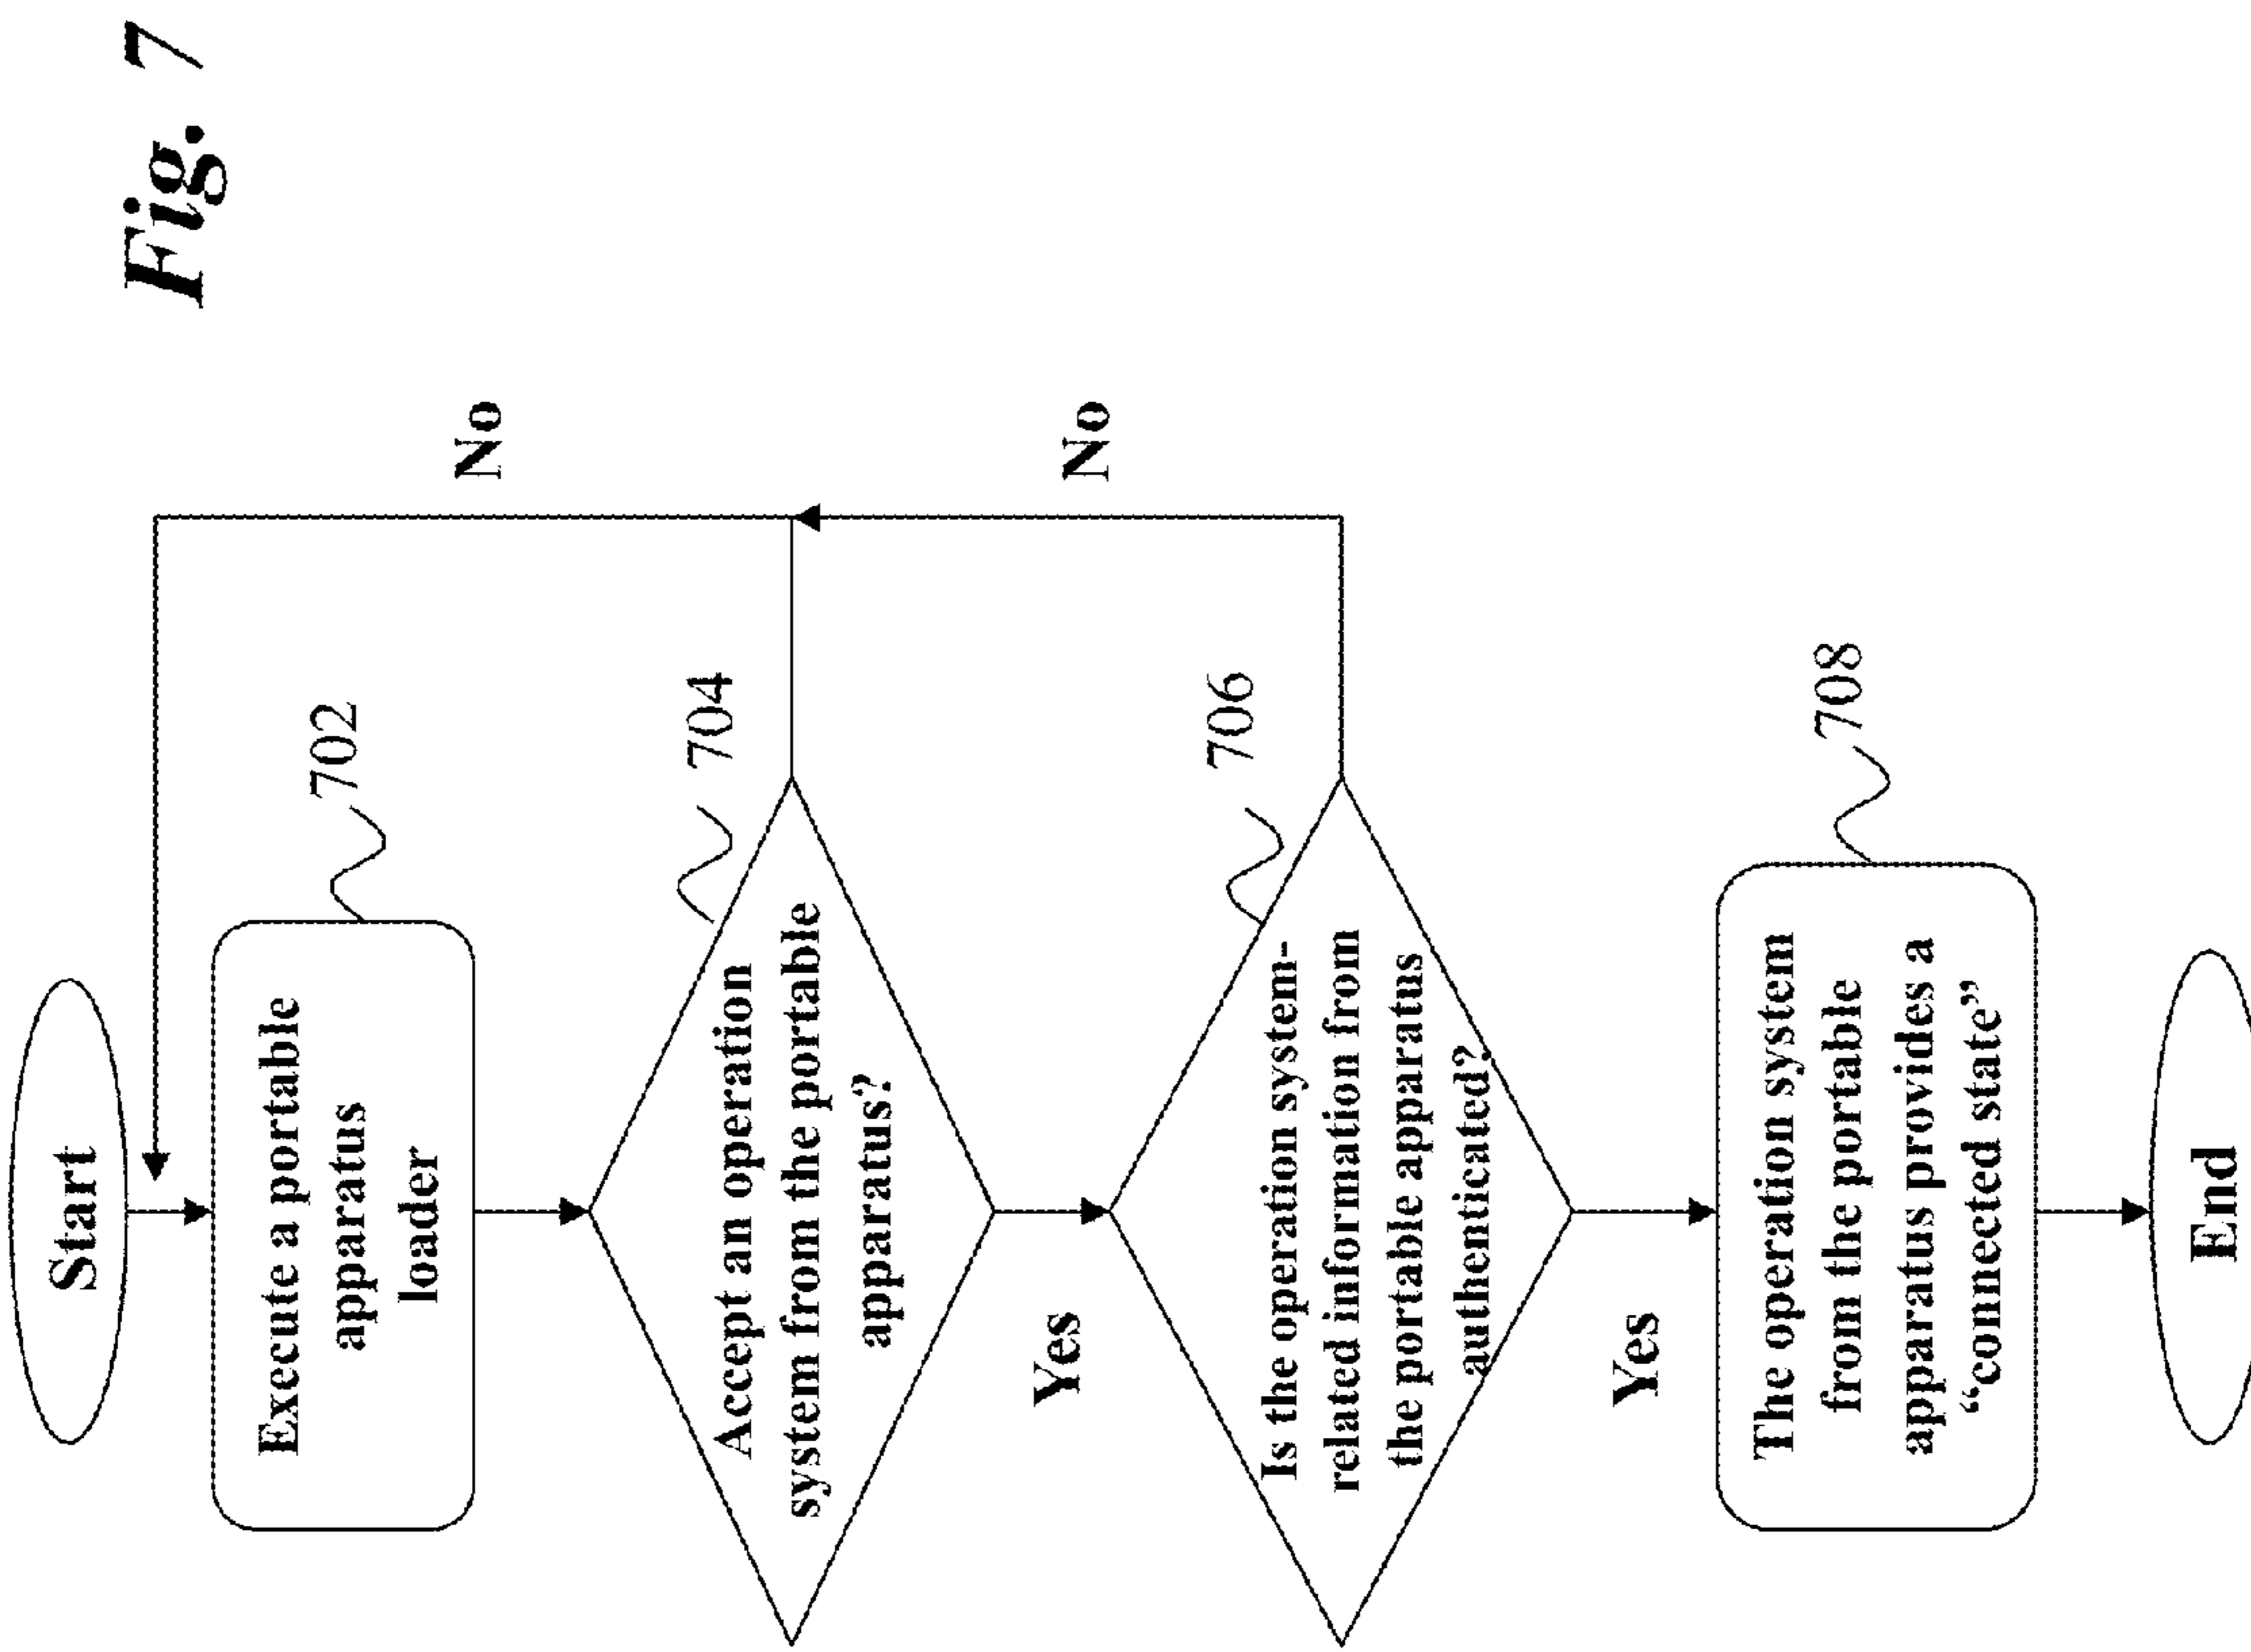 Fig. 7
Start
Execute a portable
apparatus
loader
702
No
Accept an operation
system from the portable
apparatus?
704
Yes
No
Is the operation system-
related information from
the portable apparatus
authenticated?
706
Yes
The operation system
from the portable
apparatus provides a
“connected state”
708
End